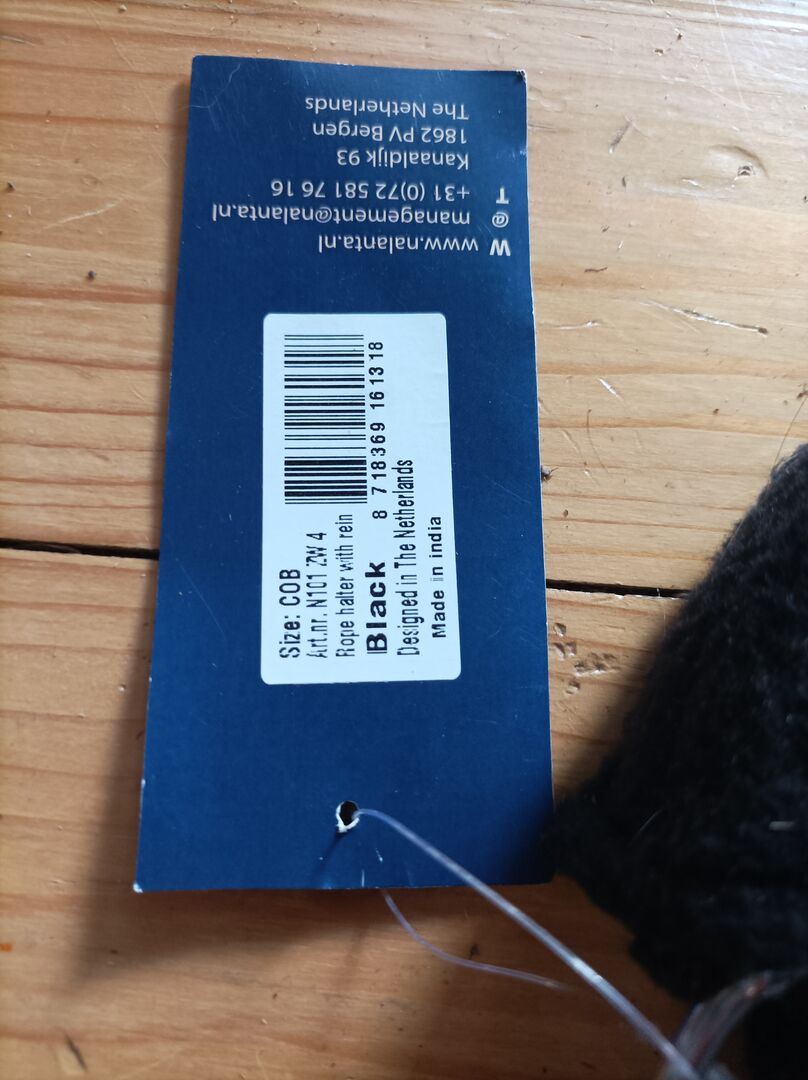 W www.nalanta.nl
@ management@nalanta.nl
T +31 (0)72 581 76 16
Kanaaldijk 93
1862 PV Bergen
The Netherlands
8 718369 161318
Size: COB
Art.nr. N101 ZW 4
Rope halter with rein
Black
Designed in The Netherlands
Made in india